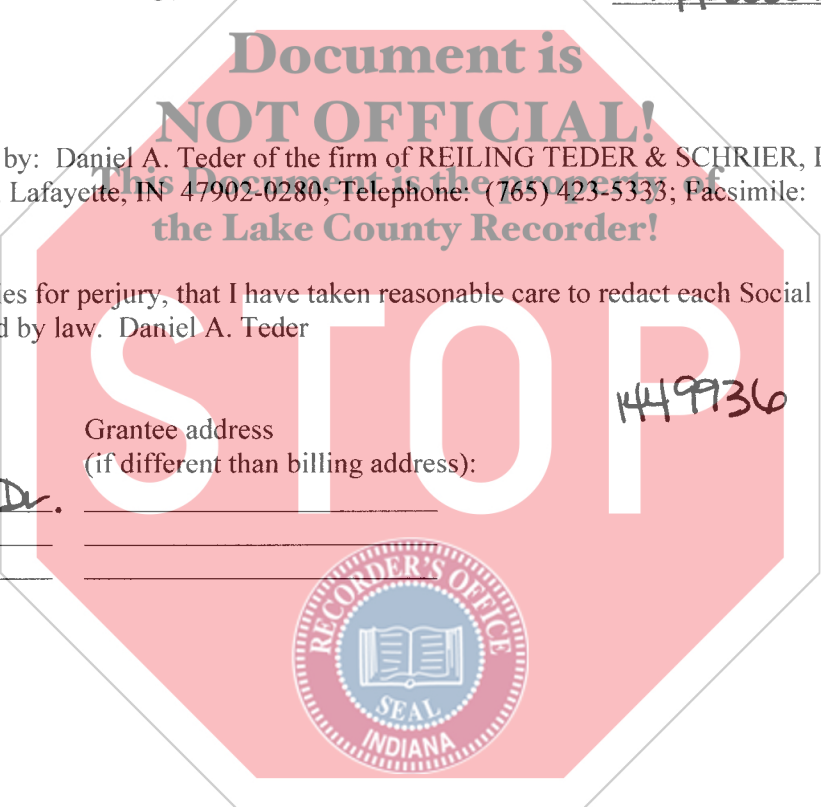 Document is
NOT OFFICIAL!
by: Daniel A. Teder of the firm of REILING TEDER & SCHRIER,
Lafayette, IN 47902-0280; Telephone: (765) 423-5333; Facsimile:
This Document is the property of
the Lake County Recorder!
es for perjury, that I have taken reasonable care to redact each Social
d by law. Daniel A. Teder
STOP
1449936
Grantee address
(if different than billing address):
Dr.
RECORDER'S OFFICE
SEAL
INDIANA